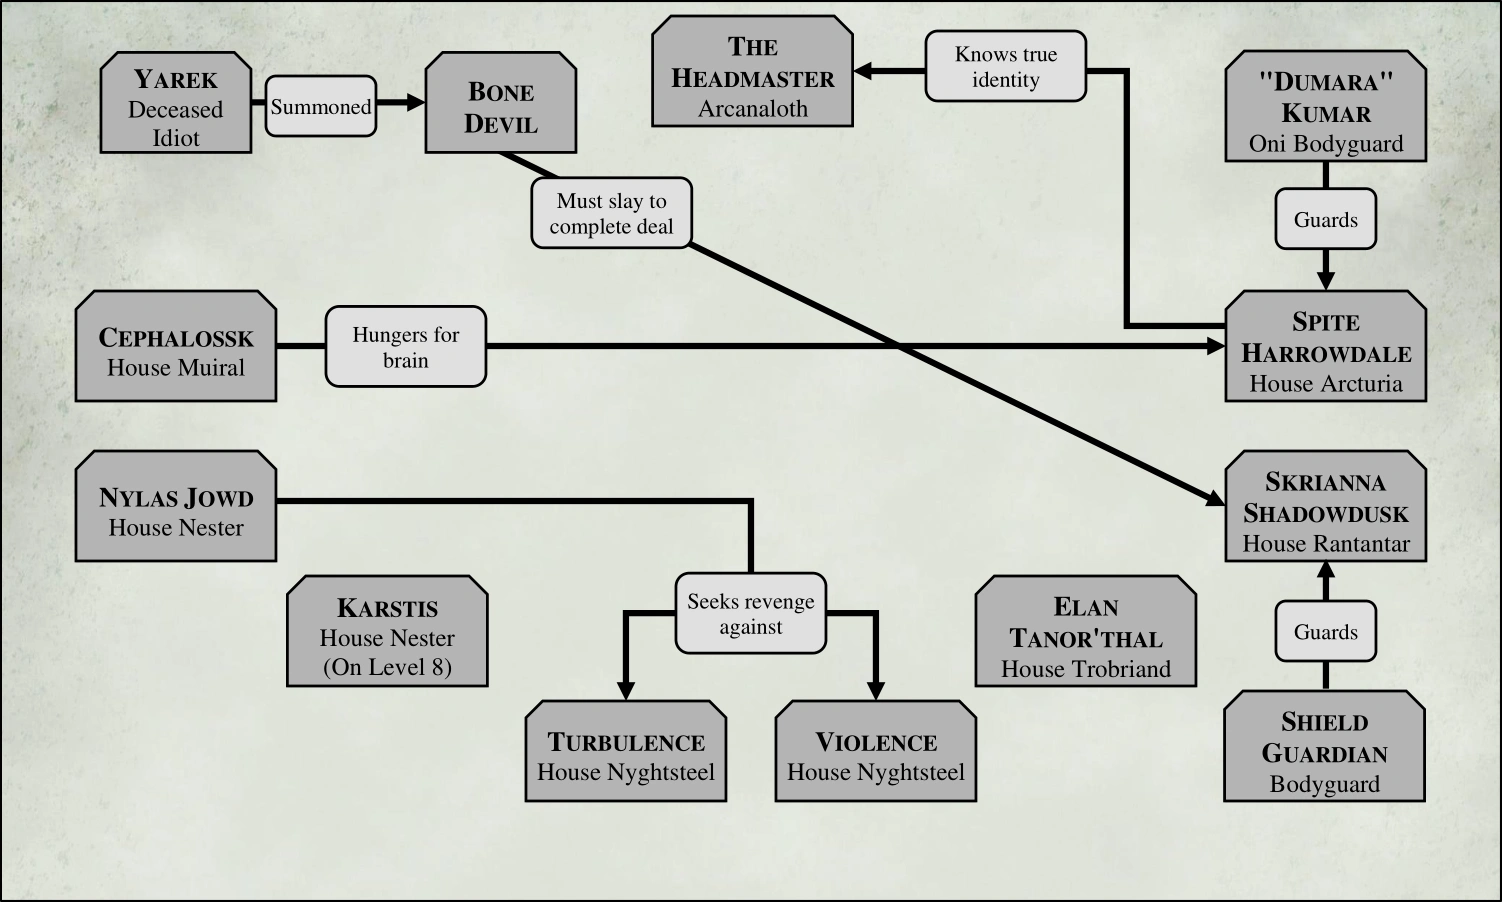 YAREK
Deceased
Idiot
Summoned
BONE
DEVIL
THE
HEADMASTER
Arcanaloth
Knows true
identity
"DUMARA"
KUMAR
Oni Bodyguard
Must slay to
complete deal
Guards
CEPHALOSSK
House Muiral
Hungers for
brain
SPITE
HARROWDALE
House Arcturia
NYLAS JOWD
House Nester
SKRIANNA
SHADOWDUSK
House Rantantar
KARSTIS
House Nester
(On Level 8)
Seeks revenge
against
ELAN
TANOR'THAL
House Trobriand
Guards
TURBULENCE
House Nyghtsteel
VIOLENCE
House Nyghtsteel
SHIELD
GUARDIAN
Bodyguard